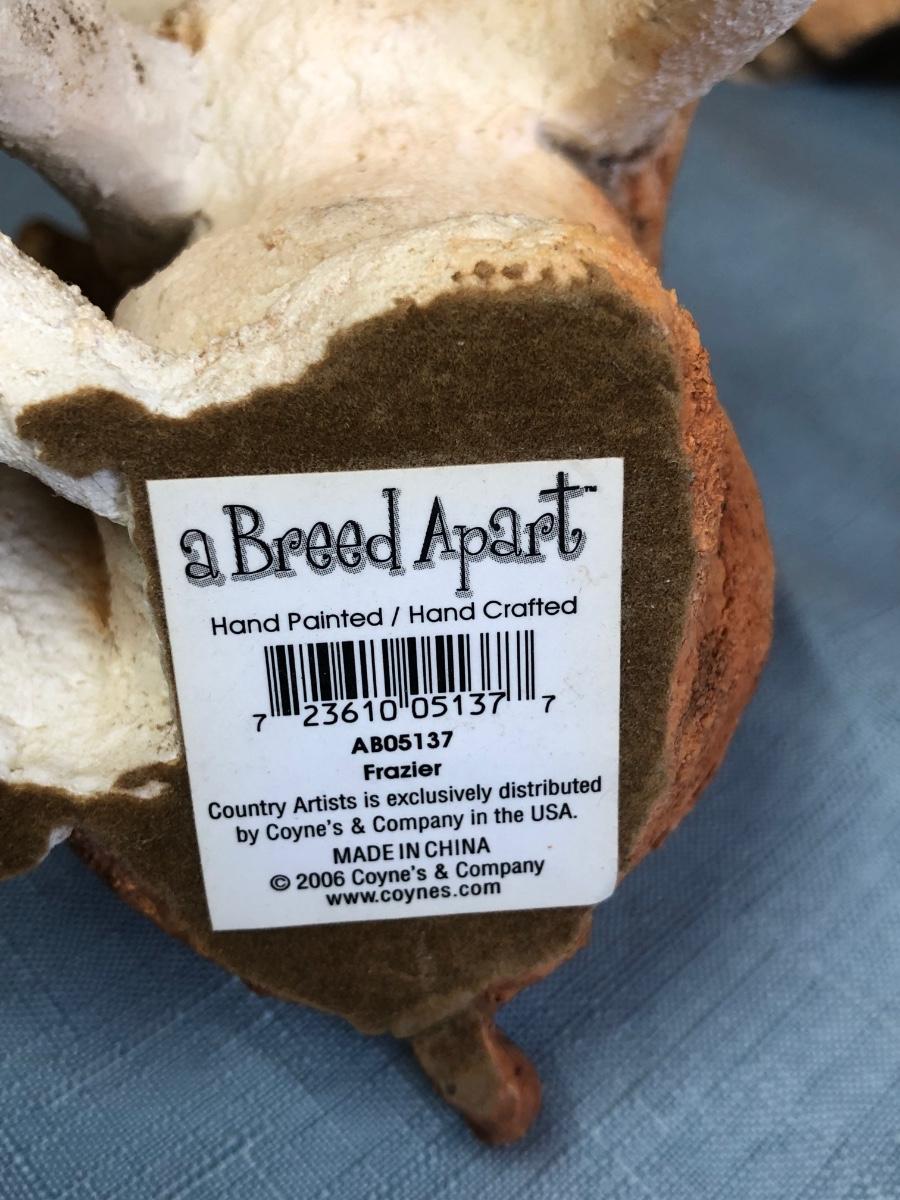 a Breed Apart™
Hand Painted / Hand Crafted
7 23610 05137 7
AB05137
Frazier
Country Artists is exclusively distributed
by Coyne's & Company in the USA.
MADE IN CHINA
© 2006 Coyne's & Company
www.coynes.com